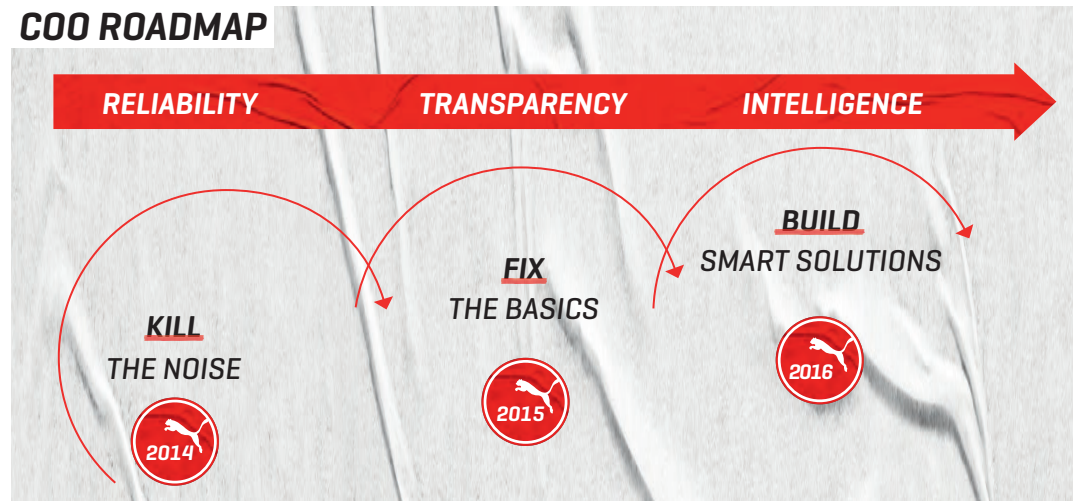 COO ROADMAP
RELIABILITY
TRANSPARENCY
INTELLIGENCE
KILL
THE NOISE
2014
FIX
THE BASICS
2015
BUILD
SMART SOLUTIONS
2016